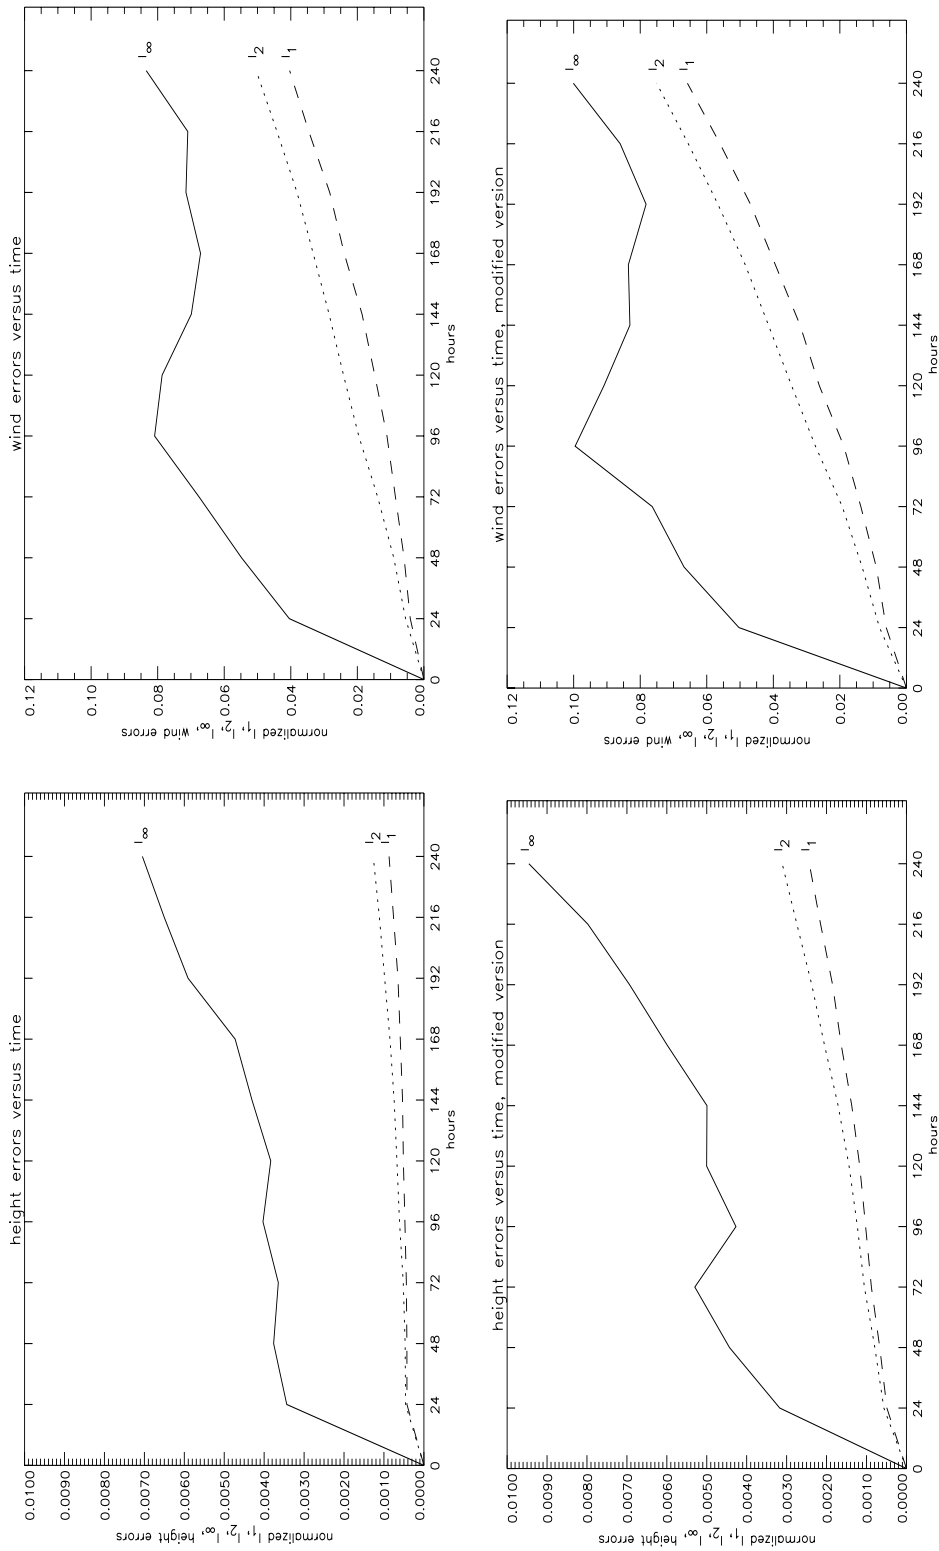 height errors versus time
normalized l1, l2, l∞, height errors
0.0100
0.0090
0.0080
0.0070
0.0060
0.0050
0.0040
0.0030
0.0020
0.0010
0.0000
0 24 48 72 96 120 144 168 192 216 240
hours
l∞
l2
l1
wind errors versus time
normalized l1, l2, l∞, wind errors
0.12
0.10
0.08
0.06
0.04
0.02
0.00
0 24 48 72 96 120 144 168 192 216 240
hours
l∞
l2
l1
height errors versus time, modified version
normalized l1, l2, l∞, height errors
0.0100
0.0090
0.0080
0.0070
0.0060
0.0050
0.0040
0.0030
0.0020
0.0010
0.0000
0 24 48 72 96 120 144 168 192 216 240
hours
l∞
l2
l1
wind errors versus time, modified version
normalized l1, l2, l∞, wind errors
0.12
0.10
0.08
0.06
0.04
0.02
0.00
0 24 48 72 96 120 144 168 192 216 240
hours
l∞
l2
l1